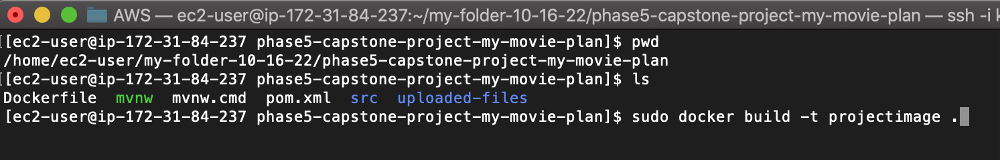 AWS — ec2-user@ip-172-31-84-237:~/my-folder-10-16-22/phase5-capstone-project-my-movie-plan — ssh -i k
[[ec2-user@ip-172-31-84-237 phase5-capstone-project-my-movie-plan]$ pwd
/home/ec2-user/my-folder-10-16-22/phase5-capstone-project-my-movie-plan
[[ec2-user@ip-172-31-84-237 phase5-capstone-project-my-movie-plan]$ ls
Dockerfile  mvnw  mvnw.cmd  pom.xml  src  uploaded-files
[ec2-user@ip-172-31-84-237 phase5-capstone-project-my-movie-plan]$ sudo docker build -t projectimage .